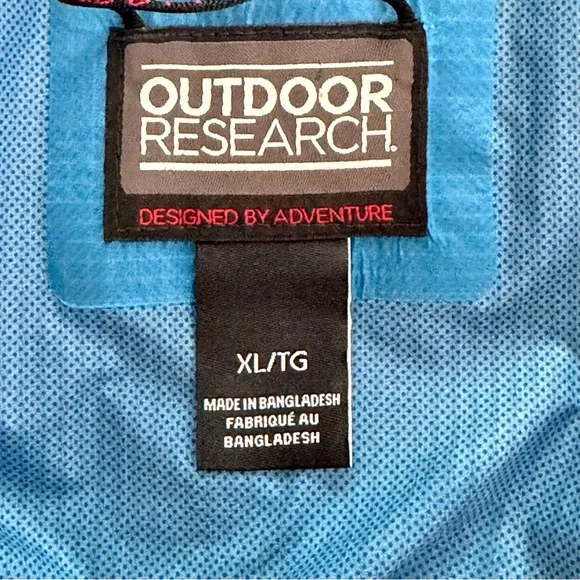 OUTDOOR
RESEARCH.
DESIGNED BY ADVENTURE
XL/TG
MADE IN BANGLADESH
FABRIQUÉ AU
BANGLADESH